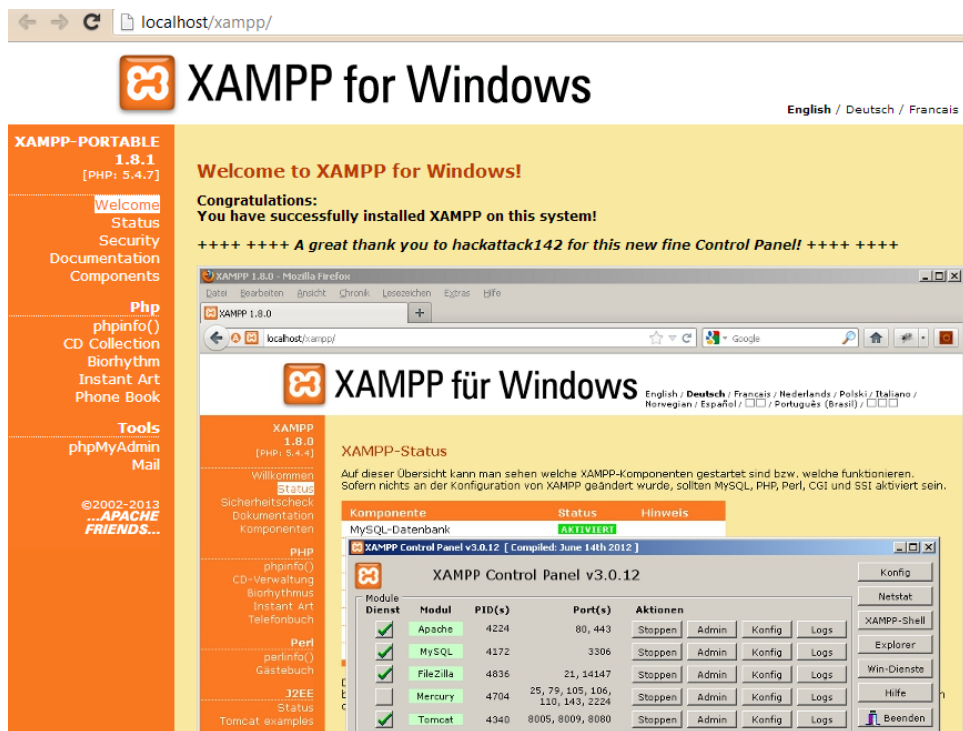 localhost/xampp/
XAMPP for Windows
English / Deutsch / Francais
XAMPP-PORTABLE
1.8.1
[PHP: 5.4.7]
Welcome
Status
Security
Documentation
Components
Php
phpinfo()
CD Collection
Biorhythm
Instant Art
Phone Book
Tools
phpMyAdmin
Mail
©2002-2013
...APACHE
FRIENDS...
Welcome to XAMPP for Windows!
Congratulations:
You have successfully installed XAMPP on this system!
++++ ++++ A great thank you to hackattack142 for this new fine Control Panel! ++++ ++++
XAMPP 1.8.0 - Mozilla Firefox
Datei Bearbeiten Ansicht Chronik Lesezeichen Extras Hilfe
XAMPP 1.8.0
localhost/xampp/
Google
XAMPP für Windows
English / Deutsch / Francais / Nederlands / Polski / Italiano /
Norwegian / Español / □□ / Português (Brasil) / □□□
XAMPP
1.8.0
[PHP: 5.4.4]
Willkommen
Status
Sicherheitscheck
Dokumentation
Komponenten
PHP
phpinfo()
CD-Verwaltung
Biorhythmus
Instant Art
Telefonbuch
Perl
perlinfo()
Gästebuch
J2EE
Status
Tomcat examples
XAMPP-Status
Auf dieser Übersicht kann man sehen welche XAMPP-Komponenten gestartet sind bzw. welche funktionieren.
Sofern nichts an der Konfiguration von XAMPP geändert wurde, sollten MySQL, PHP, Perl, CGI und SSI aktiviert sein.
Komponente Status Hinweis
MySQL-Datenbank AKTIVIERT
XAMPP Control Panel v3.0.12 [ Compiled: June 14th 2012 ]
XAMPP Control Panel v3.0.12
Konfig
Netstat
XAMPP-Shell
Explorer
Win-Dienste
Hilfe
Beenden
Module
Dienst Modul PID(s) Port(s) Aktionen
Apache 4224 80, 443 Stoppen Admin Konfig Logs
MySQL 4172 3306 Stoppen Admin Konfig Logs
FileZilla 4836 21, 14147 Stoppen Admin Konfig Logs
Mercury 4704 25, 79, 105, 106, 110, 143, 2224 Stoppen Admin Konfig Logs
Tomcat 4340 8005, 8009, 8080 Stoppen Admin Konfig Logs